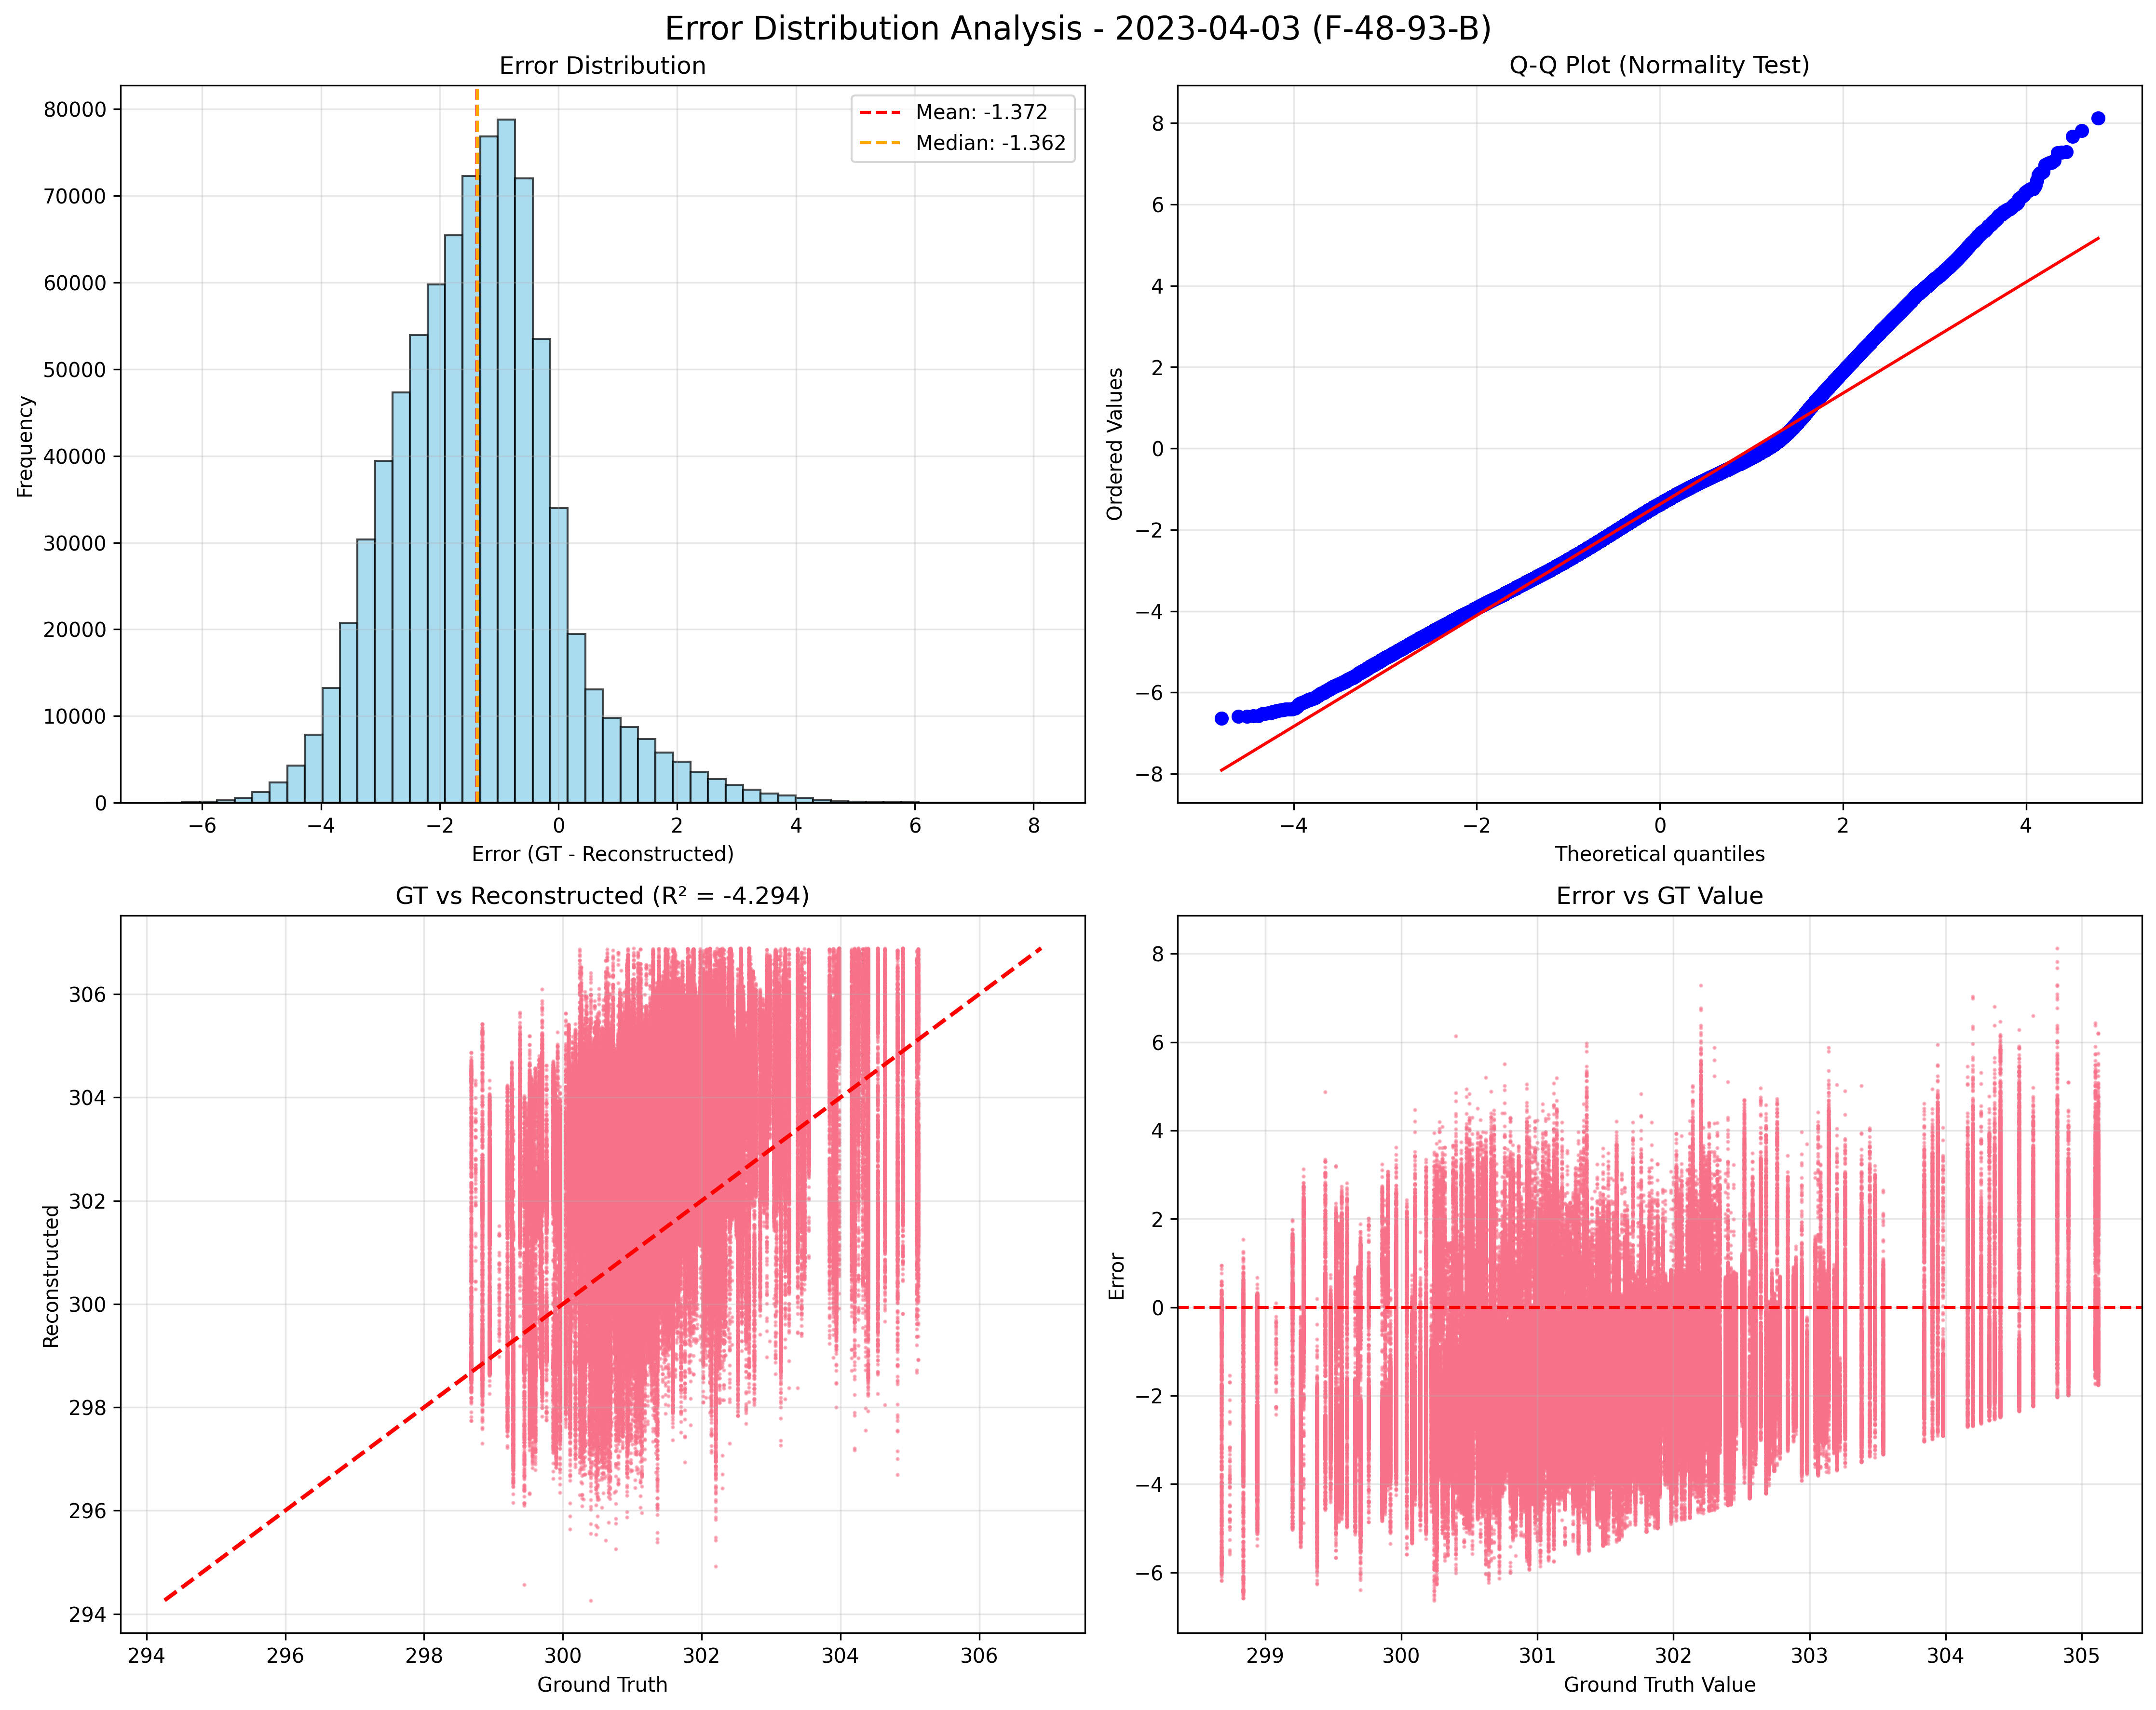 Error Distribution Analysis - 2023-04-03 (F-48-93-B)
Error Distribution
Mean: -1.372
Median: -1.362
80000
70000
60000
50000
40000
30000
20000
10000
0
Frequency
−6 −4 −2 0 2 4 6 8
Error (GT - Reconstructed)
Q-Q Plot (Normality Test)
8
6
4
2
0
−2
−4
−6
−8
Ordered Values
−4 −2 0 2 4
Theoretical quantiles
GT vs Reconstructed (R² = -4.294)
306
304
302
300
298
296
294
Reconstructed
294 296 298 300 302 304 306
Ground Truth
Error vs GT Value
8
6
4
2
0
−2
−4
−6
Error
299 300 301 302 303 304 305
Ground Truth Value